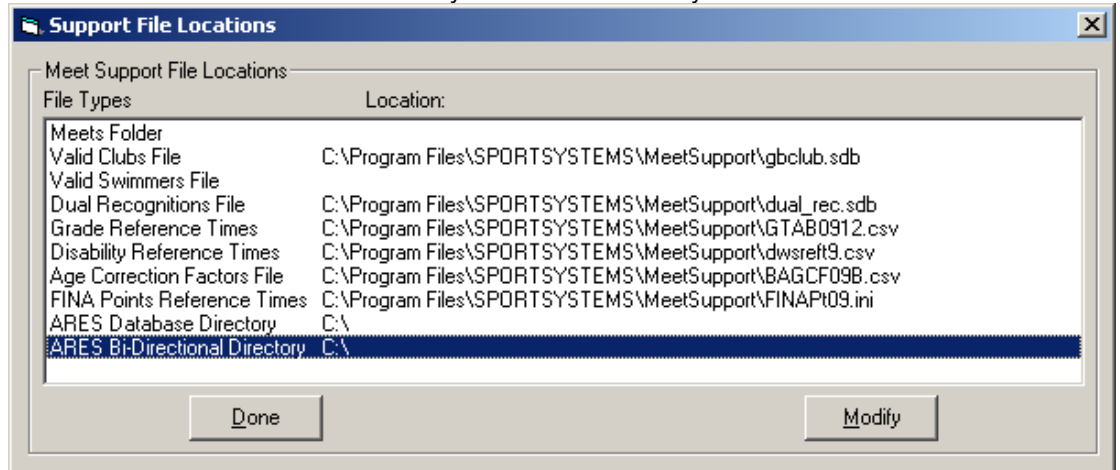 Support File Locations
Meet Support File Locations
File Types Location:
Meets Folder
Valid Clubs File C:\Program Files\SPORTSYSTEMS\MeetSupport\gbclub.sdb
Valid Swimmers File
Dual Recognitions File C:\Program Files\SPORTSYSTEMS\MeetSupport\dual_rec.sdb
Grade Reference Times C:\Program Files\SPORTSYSTEMS\MeetSupport\GTAB0912.csv
Disability Reference Times C:\Program Files\SPORTSYSTEMS\MeetSupport\dwsreft9.csv
Age Correction Factors File C:\Program Files\SPORTSYSTEMS\MeetSupport\BAGCF09B.csv
FINA Points Reference Times C:\Program Files\SPORTSYSTEMS\MeetSupport\FINAPt09.ini
ARES Database Directory C:\
ARES Bi-Directional Directory C:\
Done Modify